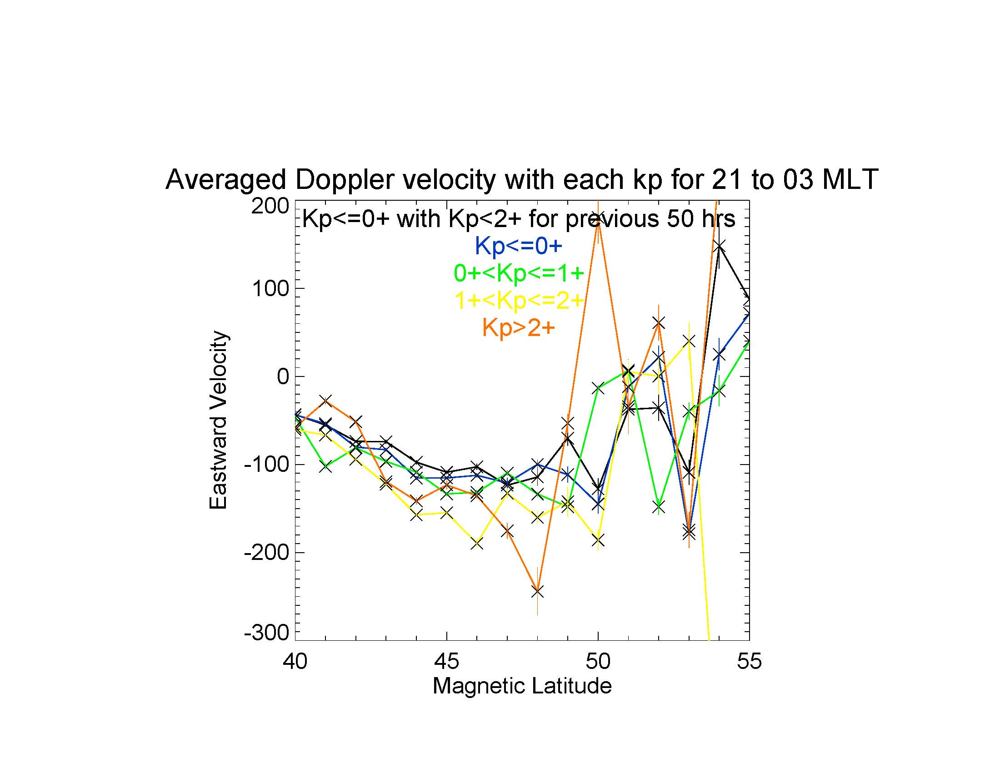 Averaged Doppler velocity with each kp for 21 to 03 MLT
Kp<=0+ with Kp<2+ for previous 50 hrs
Kp<=0+
0+<Kp<=1+
1+<Kp<=2+
Kp>2+
200
100
0
-100
-200
-300
Eastward Velocity
40 45 50 55
Magnetic Latitude